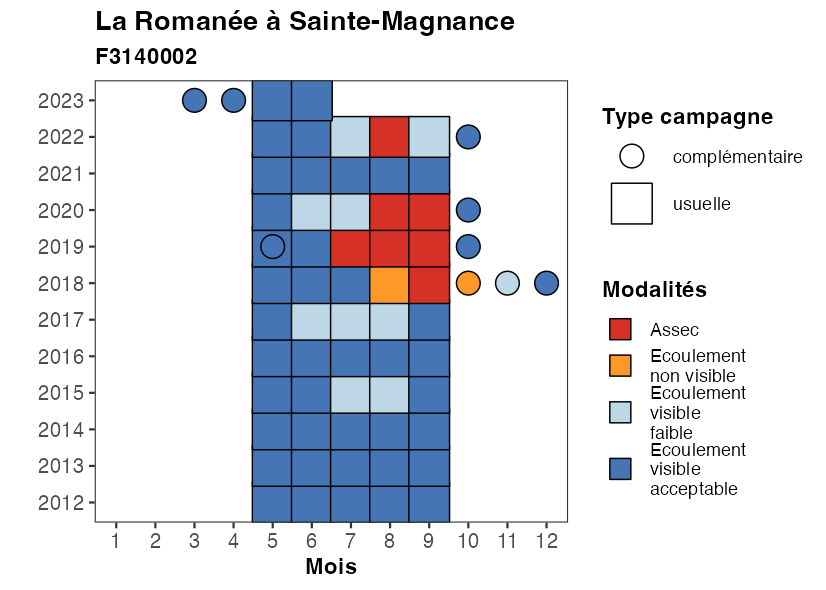 La Romanée à Sainte-Magnance
F3140002
2023
2022
2021
2020
2019
2018
2017
2016
2015
2014
2013
2012
1 2 3 4 5 6 7 8 9 10 11 12
Mois
Type campagne
complémentaire
usuelle
Modalités
Assec
Ecoulement
non visible
Ecoulement
visible
faible
Ecoulement
visible
acceptable